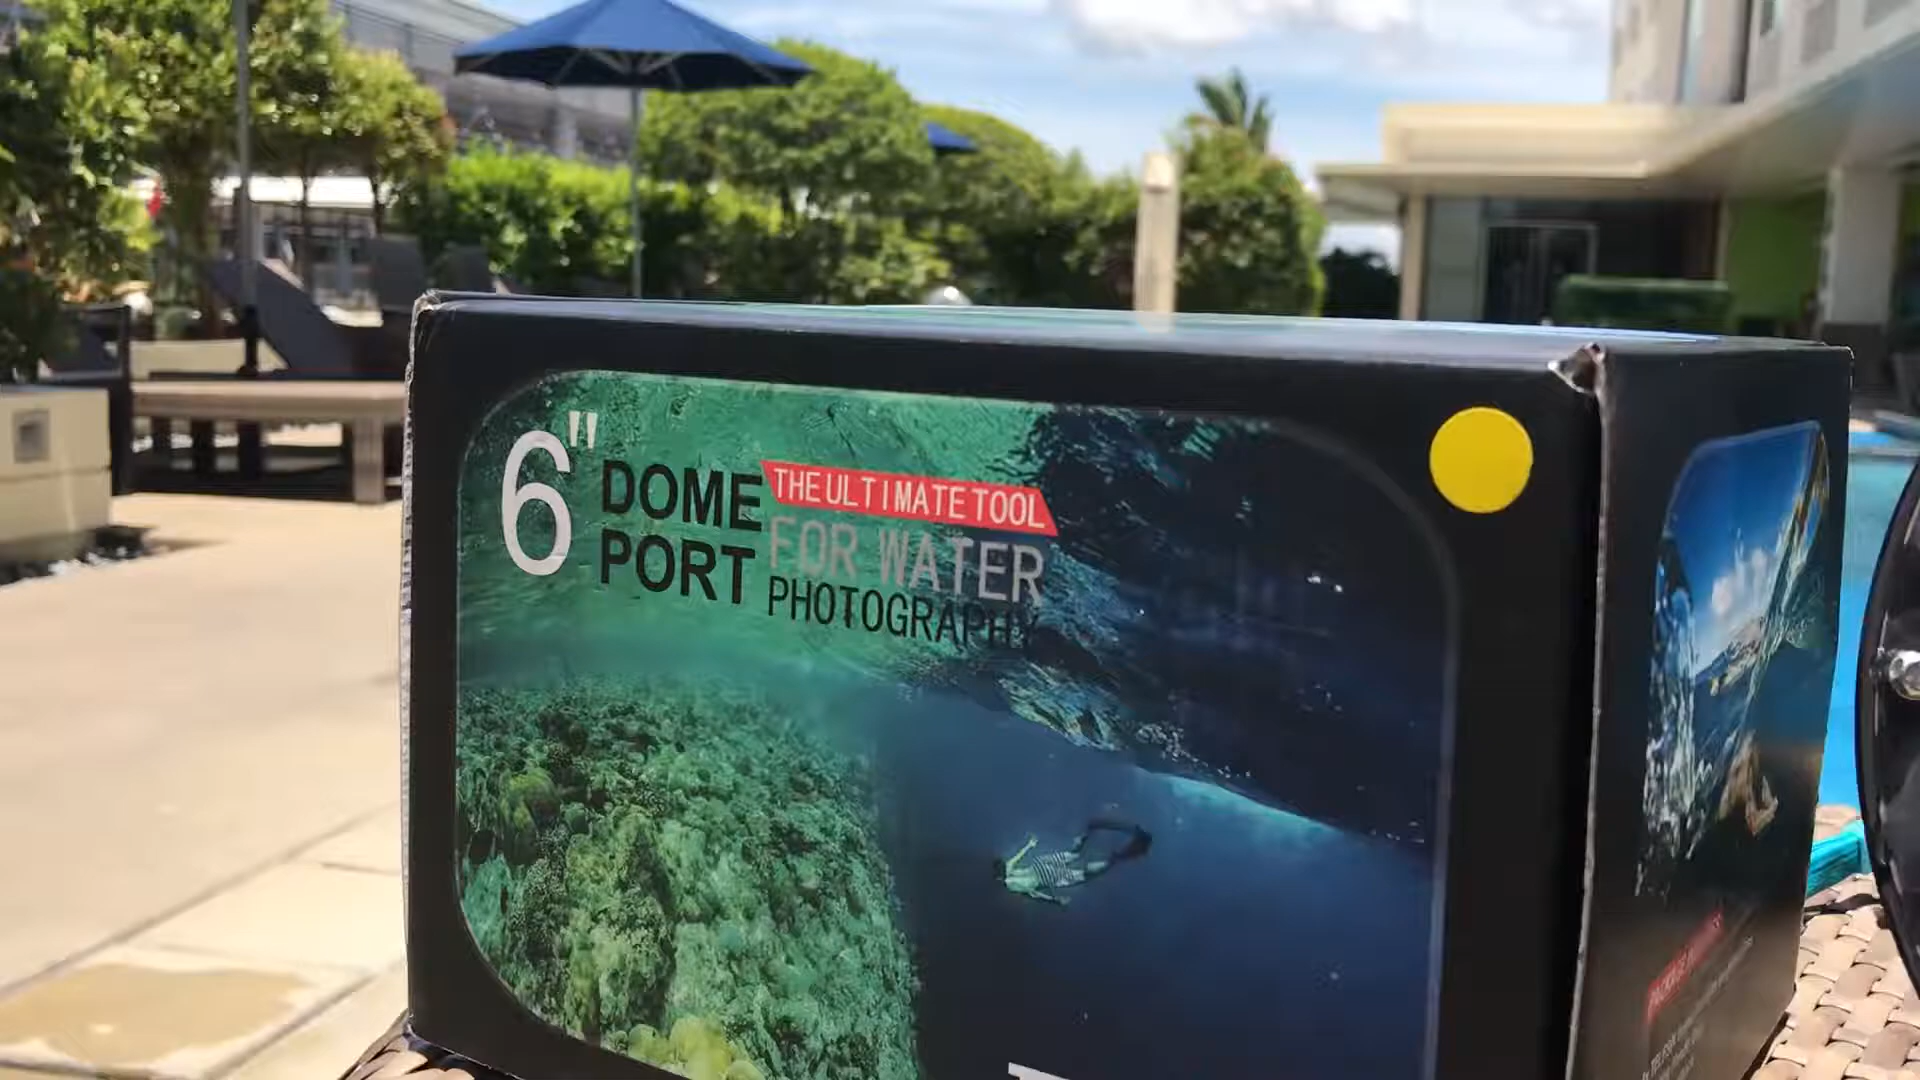 6"
DOME
PORT
THE ULTIMATE TOOL
FOR WATER
PHOTOGRAPHY